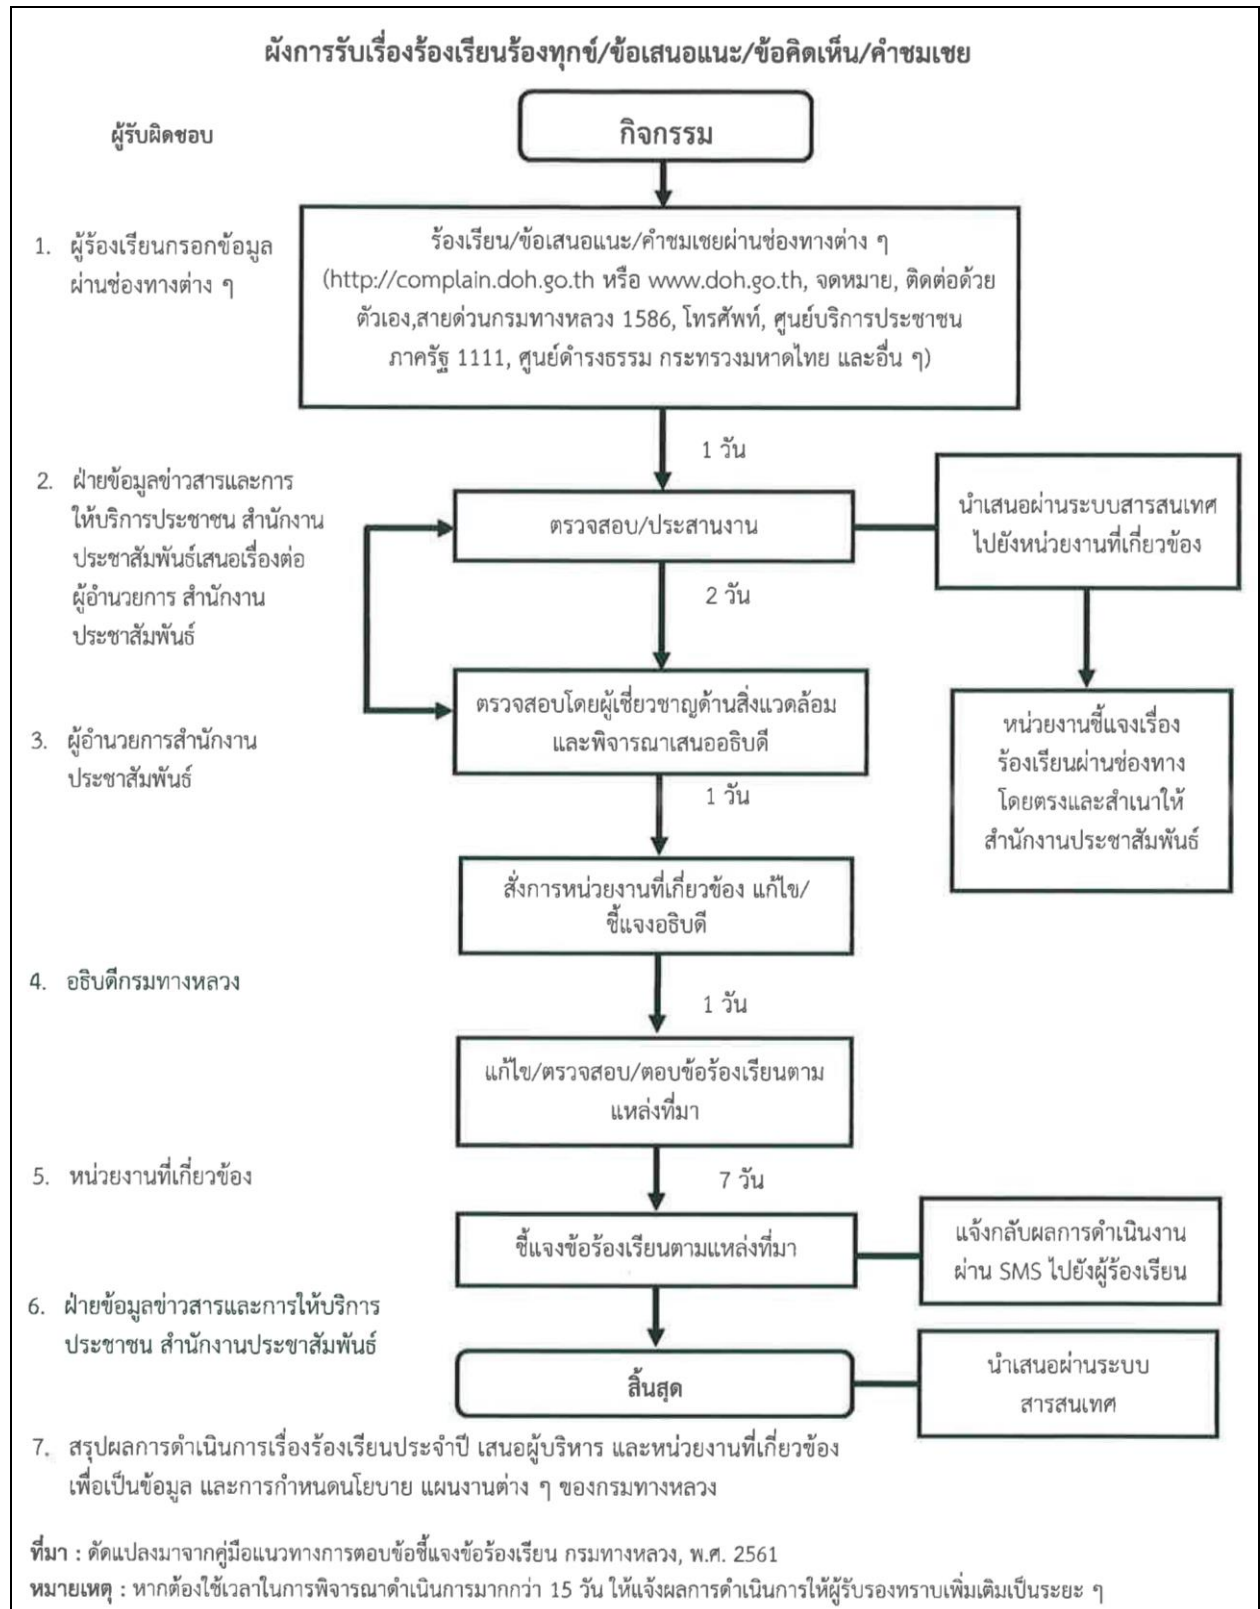 ผังการรับเรื่องร้องเรียนร้องทุกข์/ข้อเสนอแนะ/ข้อคิดเห็น/คำชมเชย
ผู้รับผิดชอบ
กิจกรรม
1. ผู้ร้องเรียนกรอกข้อมูล
ผ่านช่องทางต่าง ๆ
ร้องเรียน/ข้อเสนอแนะ/คำชมเชยผ่านช่องทางต่าง ๆ
(http://complain.doh.go.th หรือ www.doh.go.th, จดหมาย, ติดต่อด้วย
ตัวเอง,สายด่วนกรมทางหลวง 1586, โทรศัพท์, ศูนย์บริการประชาชน
ภาครัฐ 1111, ศูนย์ดำรงธรรม กระทรวงมหาดไทย และอื่น ๆ)
1 วัน
2. ฝ่ายข้อมูลข่าวสารและการ
ให้บริการประชาชน สำนักงาน
ประชาสัมพันธ์เสนอเรื่องต่อ
ผู้อำนวยการ สำนักงาน
ประชาสัมพันธ์
ตรวจสอบ/ประสานงาน
นำเสนอผ่านระบบสารสนเทศ
ไปยังหน่วยงานที่เกี่ยวข้อง
2 วัน
3. ผู้อำนวยการสำนักงาน
ประชาสัมพันธ์
ตรวจสอบโดยผู้เชี่ยวชาญด้านสิ่งแวดล้อม
และพิจารณาเสนออธิบดี
หน่วยงานชี้แจงเรื่อง
ร้องเรียนผ่านช่องทาง
โดยตรงและสำเนาให้
สำนักงานประชาสัมพันธ์
1 วัน
สั่งการหน่วยงานที่เกี่ยวข้อง แก้ไข/
ชี้แจงอธิบดี
4. อธิบดีกรมทางหลวง
1 วัน
แก้ไข/ตรวจสอบ/ตอบข้อร้องเรียนตาม
แหล่งที่มา
5. หน่วยงานที่เกี่ยวข้อง
7 วัน
ชี้แจงข้อร้องเรียนตามแหล่งที่มา
แจ้งกลับผลการดำเนินงาน
ผ่าน SMS ไปยังผู้ร้องเรียน
6. ฝ่ายข้อมูลข่าวสารและการให้บริการ
ประชาชน สำนักงานประชาสัมพันธ์
สิ้นสุด
นำเสนอผ่านระบบ
สารสนเทศ
7. สรุปผลการดำเนินการเรื่องร้องเรียนประจำปี เสนอผู้บริหาร และหน่วยงานที่เกี่ยวข้อง
เพื่อเป็นข้อมูล และการกำหนดนโยบาย แผนงานต่าง ๆ ของกรมทางหลวง
ที่มา : ดัดแปลงมาจากคู่มือแนวทางการตอบข้อชี้แจงข้อร้องเรียน กรมทางหลวง, พ.ศ. 2561
หมายเหตุ : หากต้องใช้เวลาในการพิจารณาดำเนินการมากกว่า 15 วัน ให้แจ้งผลการดำเนินการให้ผู้รับรองทราบเพิ่มเติมเป็นระยะ ๆ